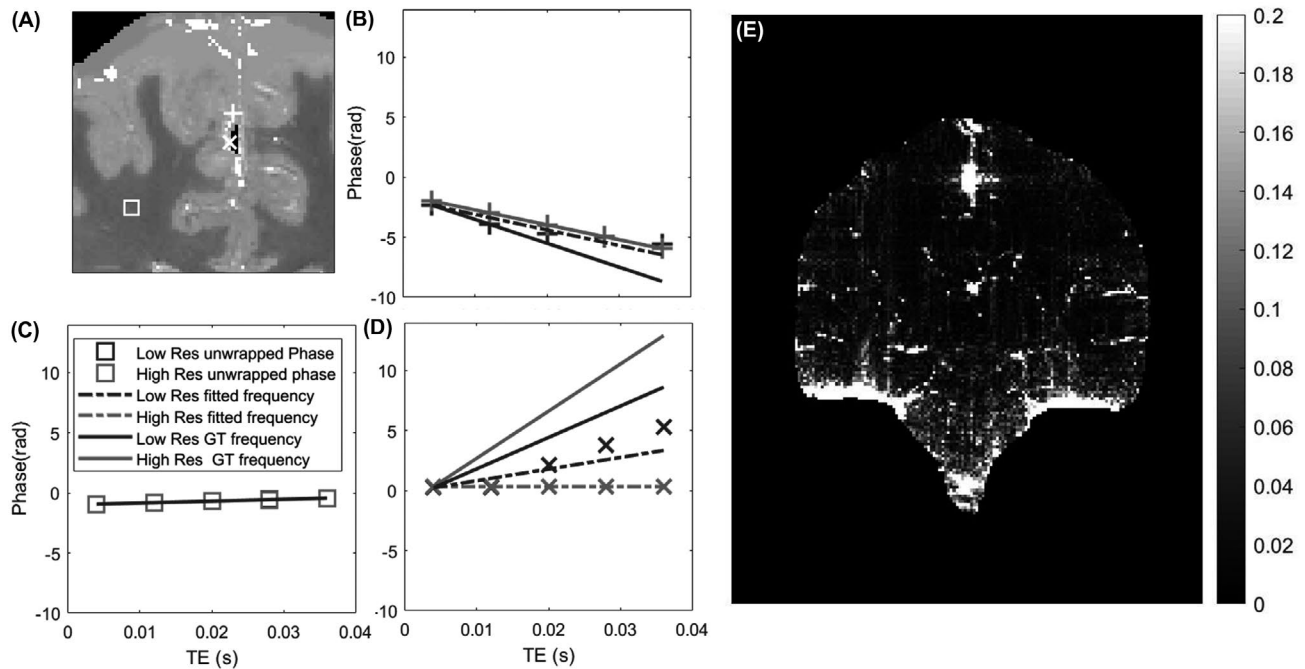 (A)
(B)
10
5
0
-5
-10
Phase(rad)
(C)
10
5
0
-5
-10
Phase(rad)
Low Res unwrapped Phase
High Res unwrapped phase
Low Res fitted frequency
High Res fitted frequency
Low Res GT frequency
High Res GT frequency
0 0.01 0.02 0.03 0.04
TE (s)
(D)
10
5
0
-5
-10
0 0.01 0.02 0.03 0.04
TE (s)
(E)
0.2
0.18
0.16
0.14
0.12
0.1
0.08
0.06
0.04
0.02
0